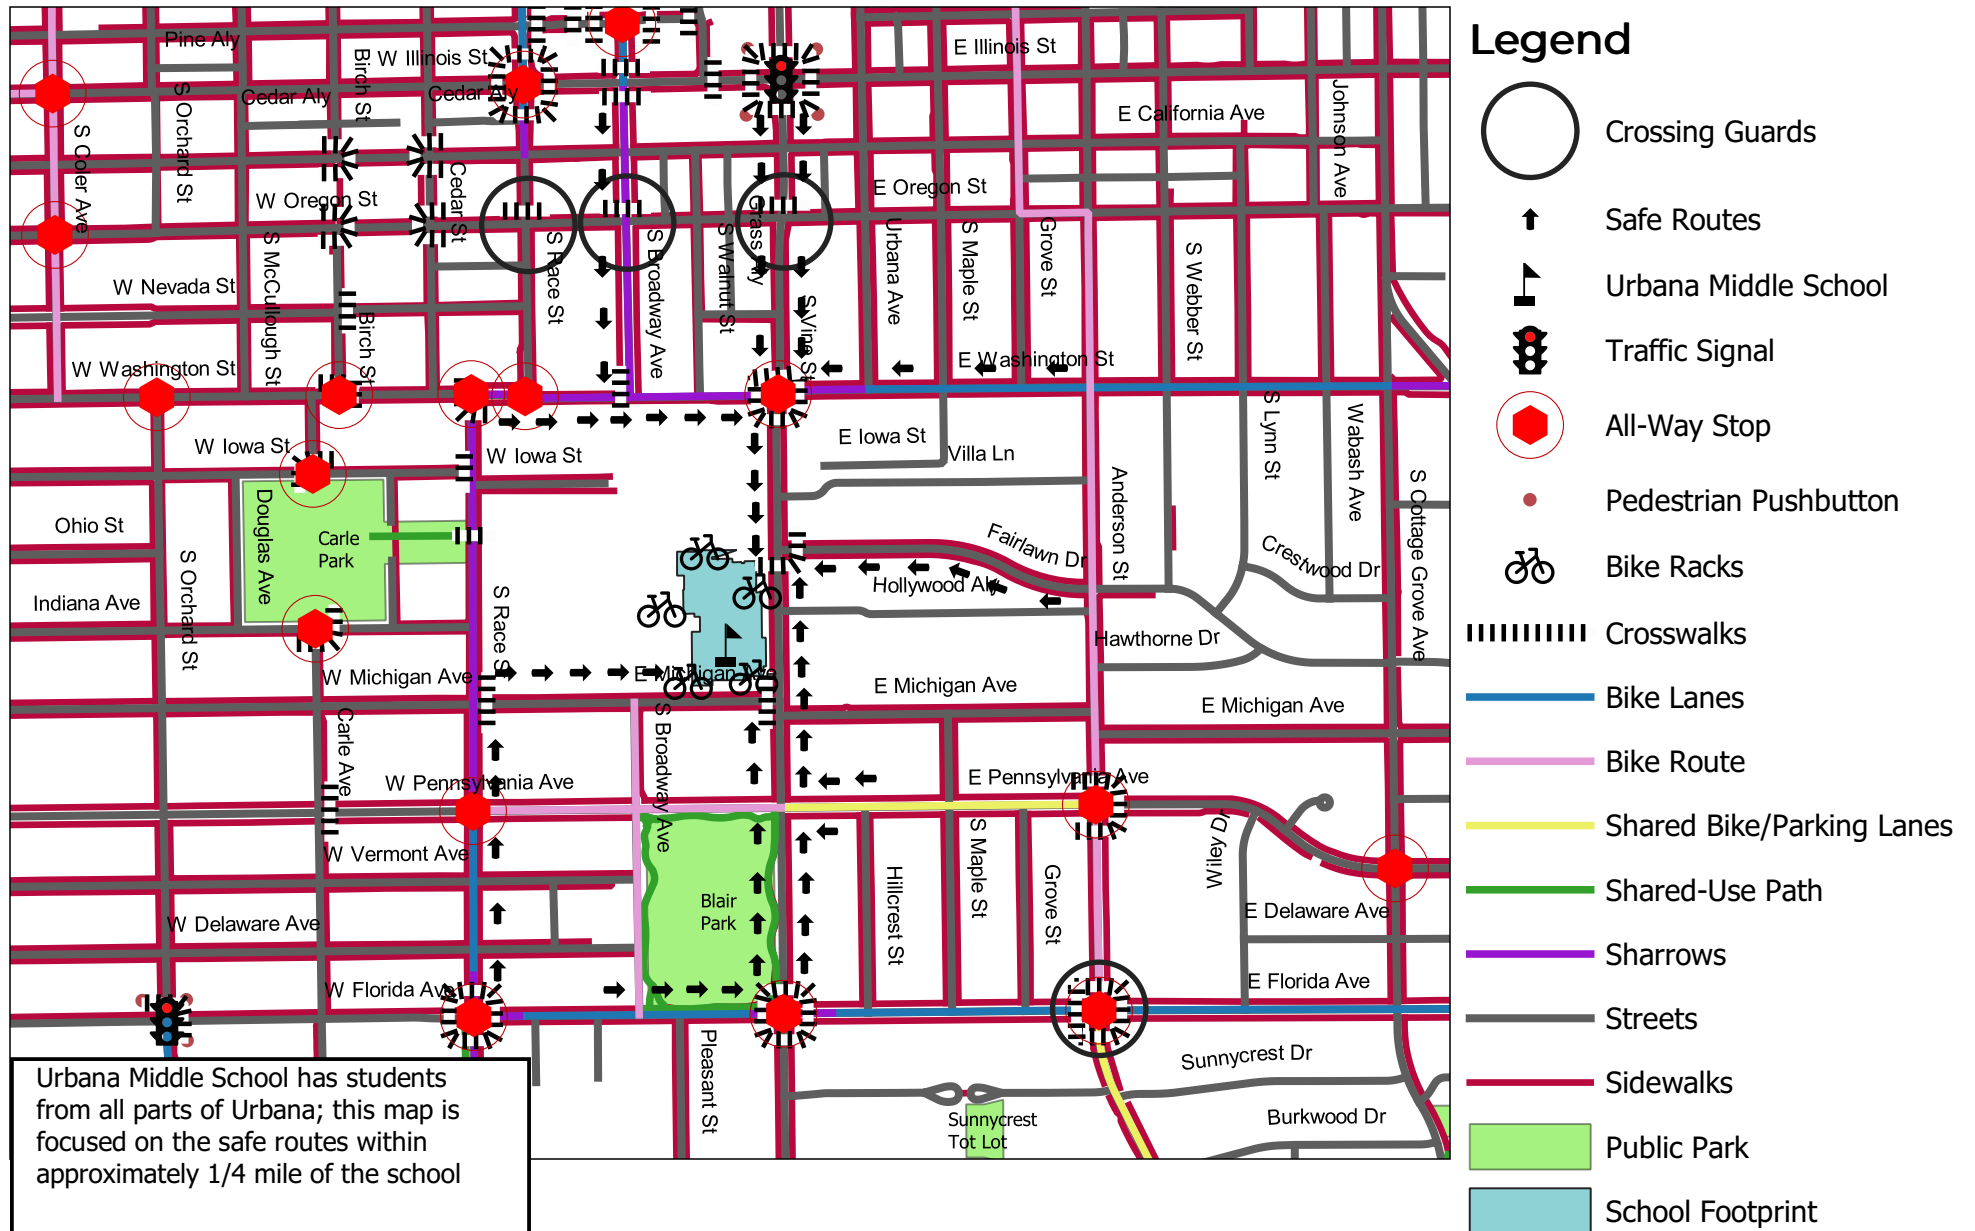 Pine Aly
W Illinois St
E Illinois St
Birch St
Cedar Aly
Cedar Aly
S Orchard St
Johnson Ave
E California Ave
S Coler Ave
Cedar St
W Oregon St
E Oregon St
Grass Aly
S McCullough St
S Race St
S Broadway Ave
S Walnut St
Urbana Ave
S Maple St
Grove St
S Webber St
W Nevada St
Birch St
S Vine St
W Washington St
E Washington St
W Iowa St
W Iowa St
E Iowa St
Villa Ln
S Lynn St
Wabash Ave
S Cottage Grove Ave
Anderson St
Ohio St
Douglas Ave
Carle
Park
Fairlawn Dr
Crestwood Dr
Hollywood Aly
Indiana Ave
S Orchard St
S Race St
Hawthorne Dr
W Michigan Ave
E Michigan Ave
E Michigan Ave
E Michigan Ave
Carle Ave
S Broadway Ave
W Pennsylvania Ave
E Pennsylvania Ave
W Vermont Ave
S Maple St
Wiley Dr
Hillcrest St
Grove St
Blair
Park
W Delaware Ave
E Delaware Ave
W Florida Ave
E Florida Ave
Pleasant St
Sunnycrest Dr
Sunnycrest
Tot Lot
Burkwood Dr
Urbana Middle School has students
from all parts of Urbana; this map is
focused on the safe routes within
approximately 1/4 mile of the school
Legend
Crossing Guards
Safe Routes
Urbana Middle School
Traffic Signal
All-Way Stop
Pedestrian Pushbutton
Bike Racks
Crosswalks
Bike Lanes
Bike Route
Shared Bike/Parking Lanes
Shared-Use Path
Sharrows
Streets
Sidewalks
Public Park
School Footprint